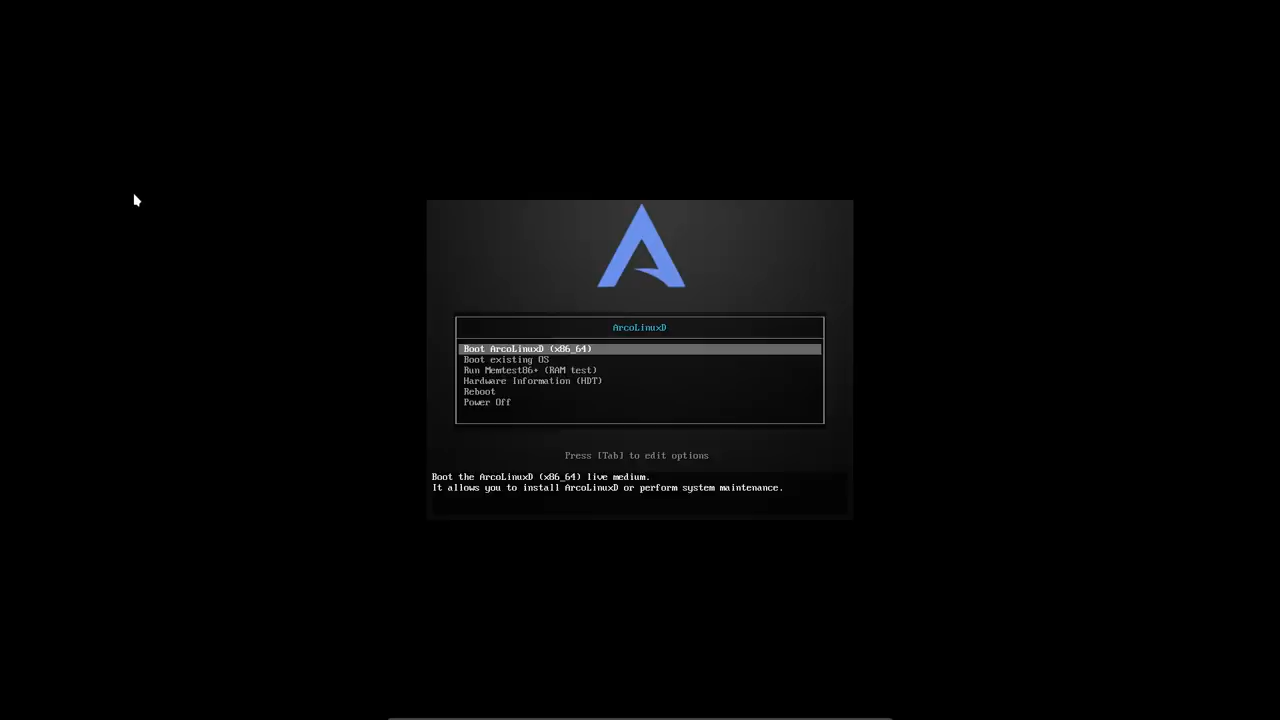 ArcoLinuxD
Boot ArcoLinuxD (x86_64)
Boot existing OS
Run Memtest86+ (RAM test)
Hardware Information (HDT)
Reboot
Power Off
Press [Tab] to edit options
Boot the ArcoLinuxD (x86_64) live medium.
It allows you to install ArcoLinuxD or perform system maintenance.